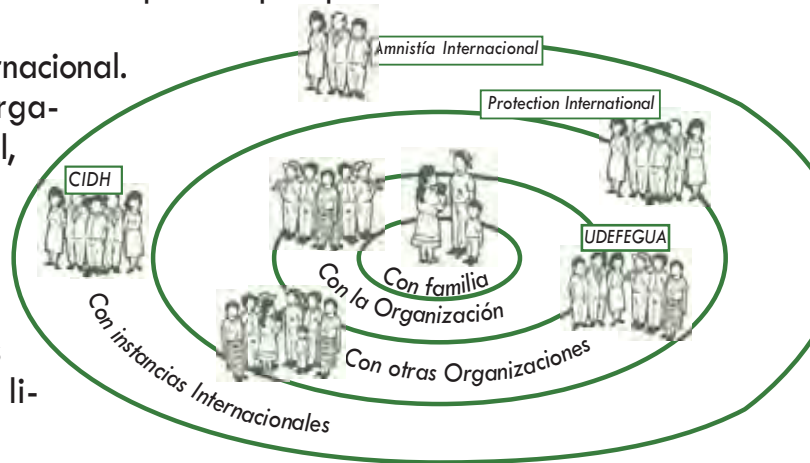 Amnistía Internacional
rnacional.
Protection International
rga-
l,
CIDH
UDEFEGUA
Con familia
Con la Organización
Con otras Organizaciones
Con instancias Internacionales
li-